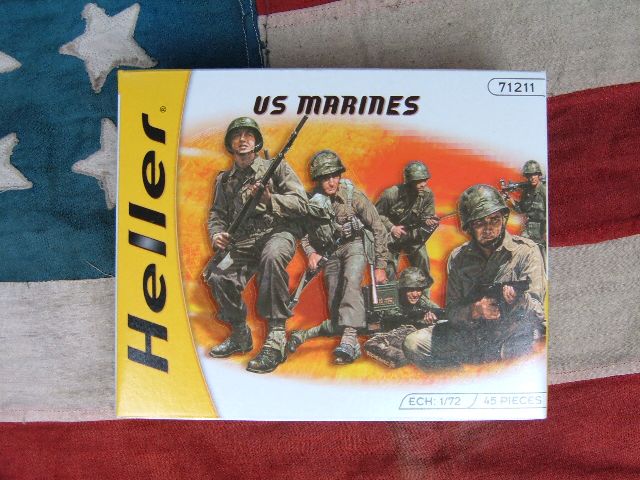 71211
US MARINES
Heller®
ECH: 1/72 45 PIECES